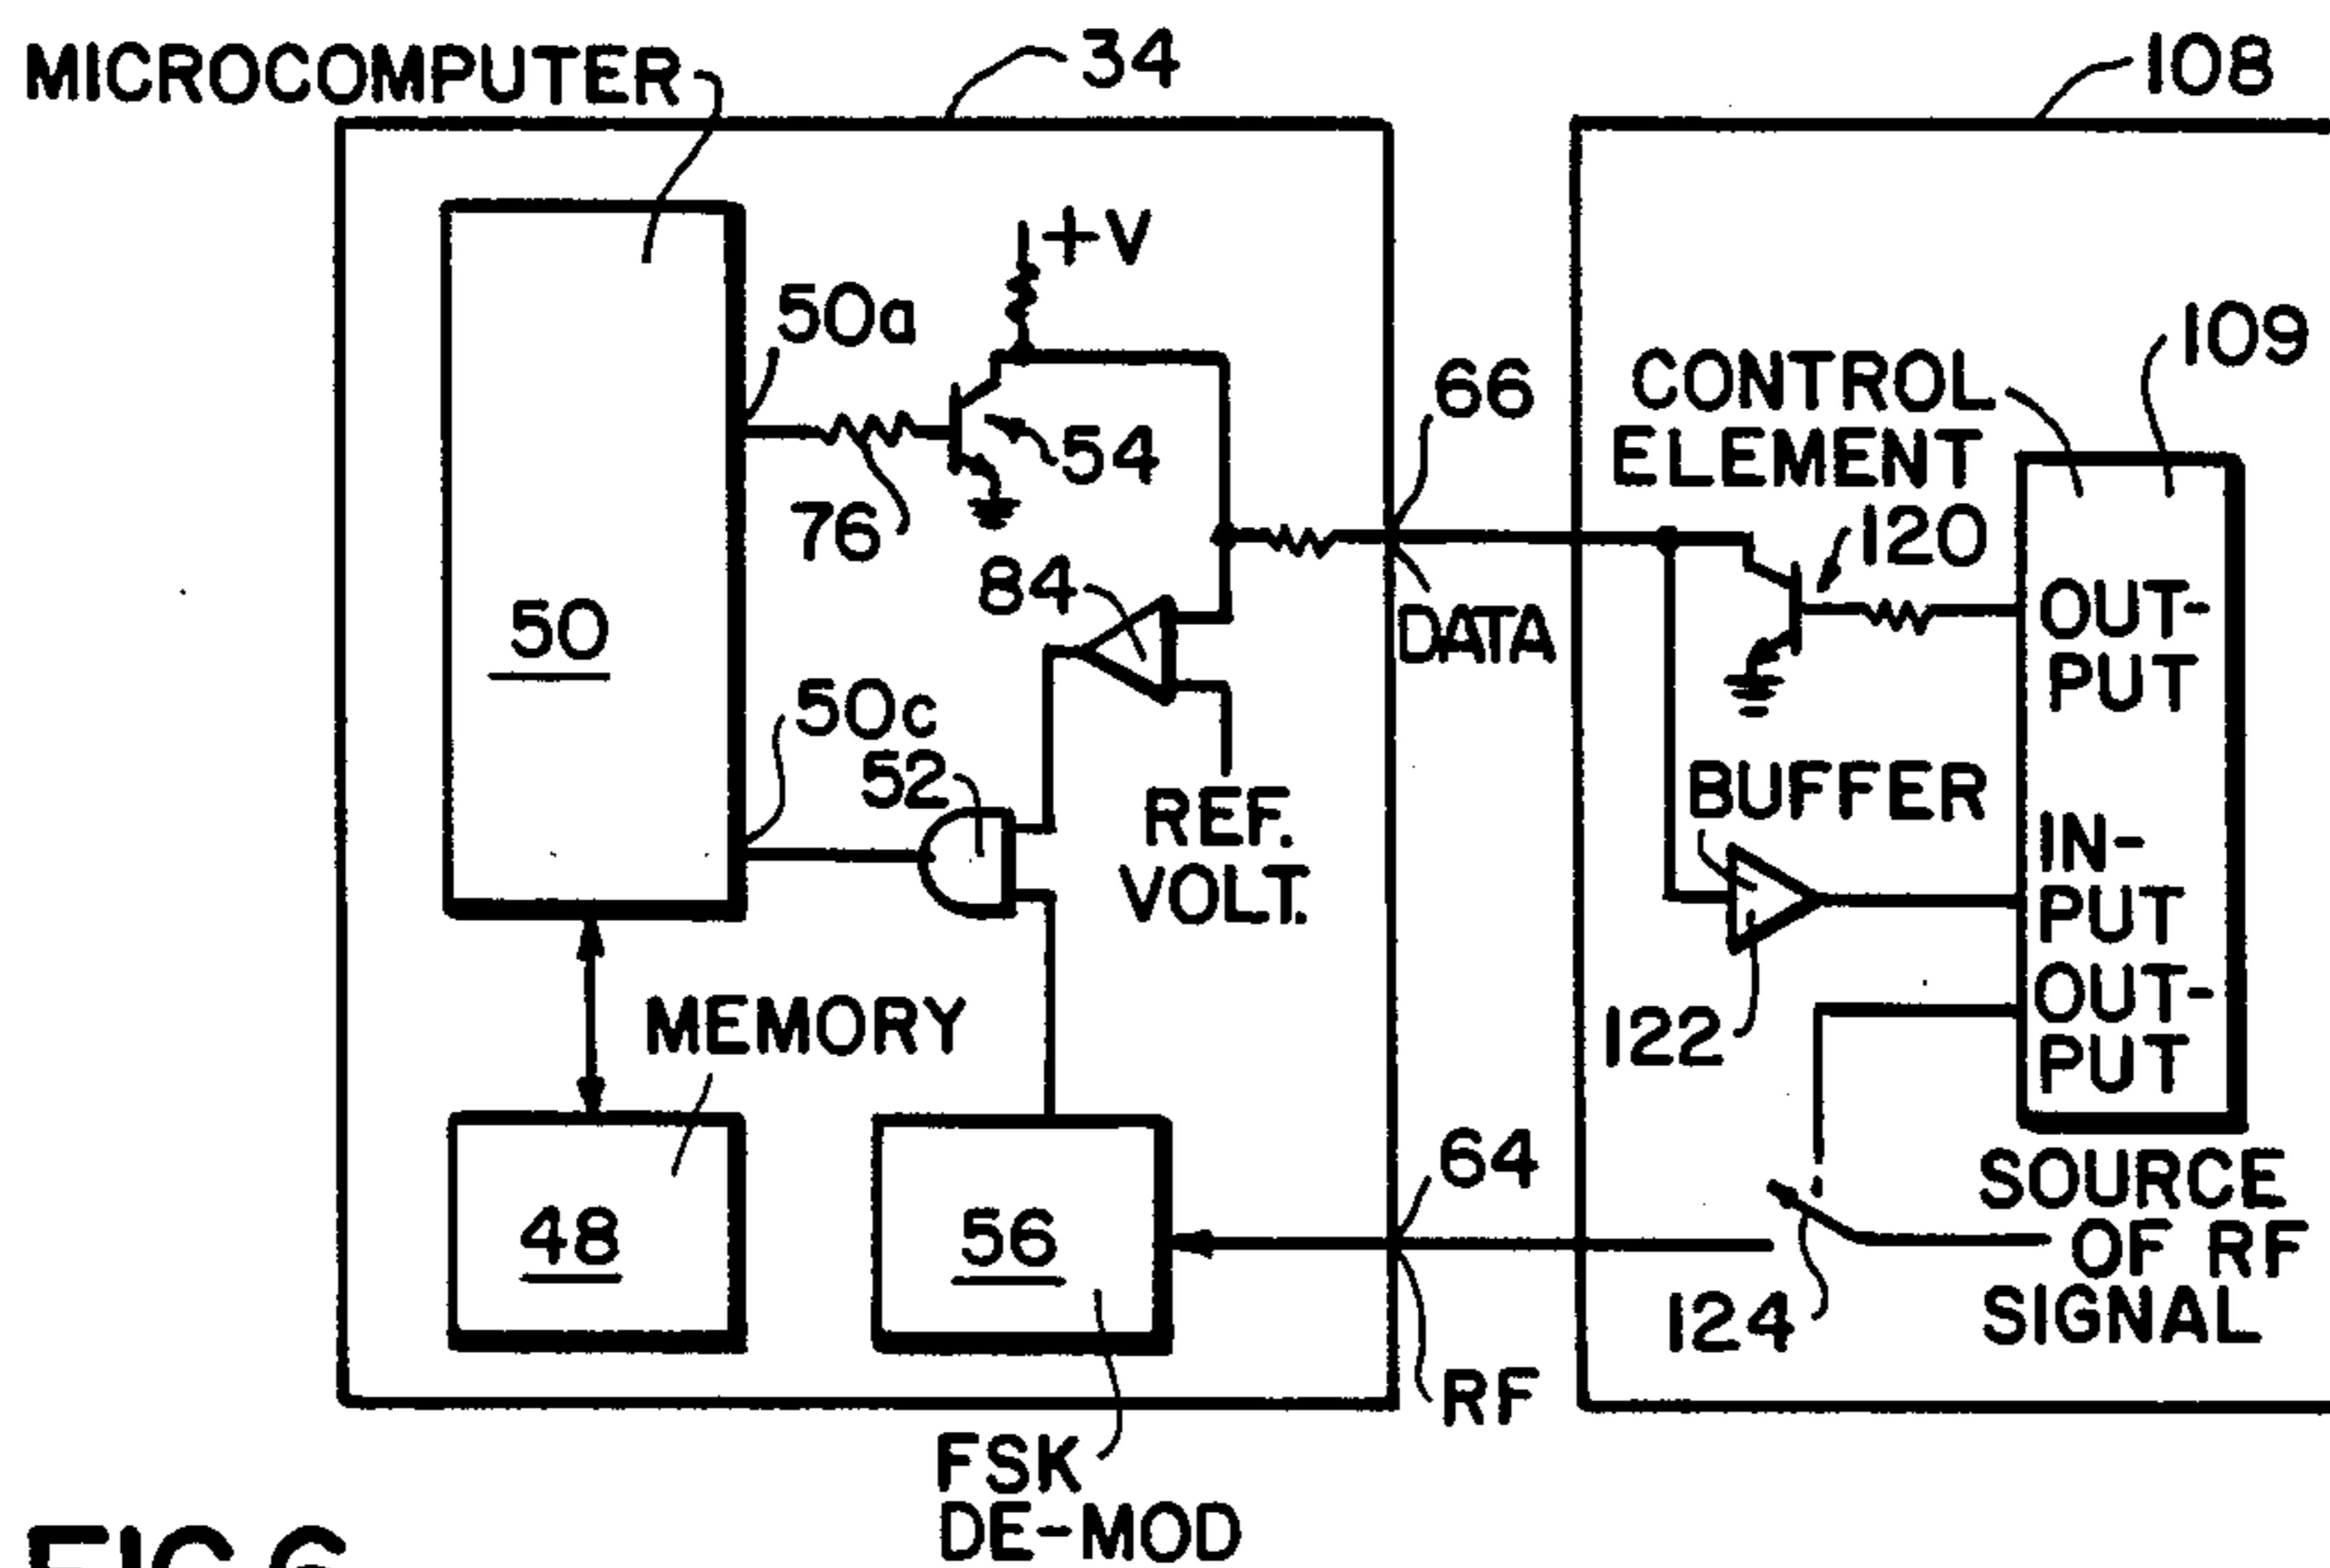 MICROCOMPUTER
34
108
+V
50a
109
66
CONTROL
ELEMENT
54
76
120
84
DATA
OUT-
PUT
50
50c
52
BUFFER
REF.
VOLT.
IN-
PUT
OUT-
PUT
MEMORY
122
64
48
56
SOURCE
OF RF
SIGNAL
124
RF
FSK
DE-MOD
FIG.6